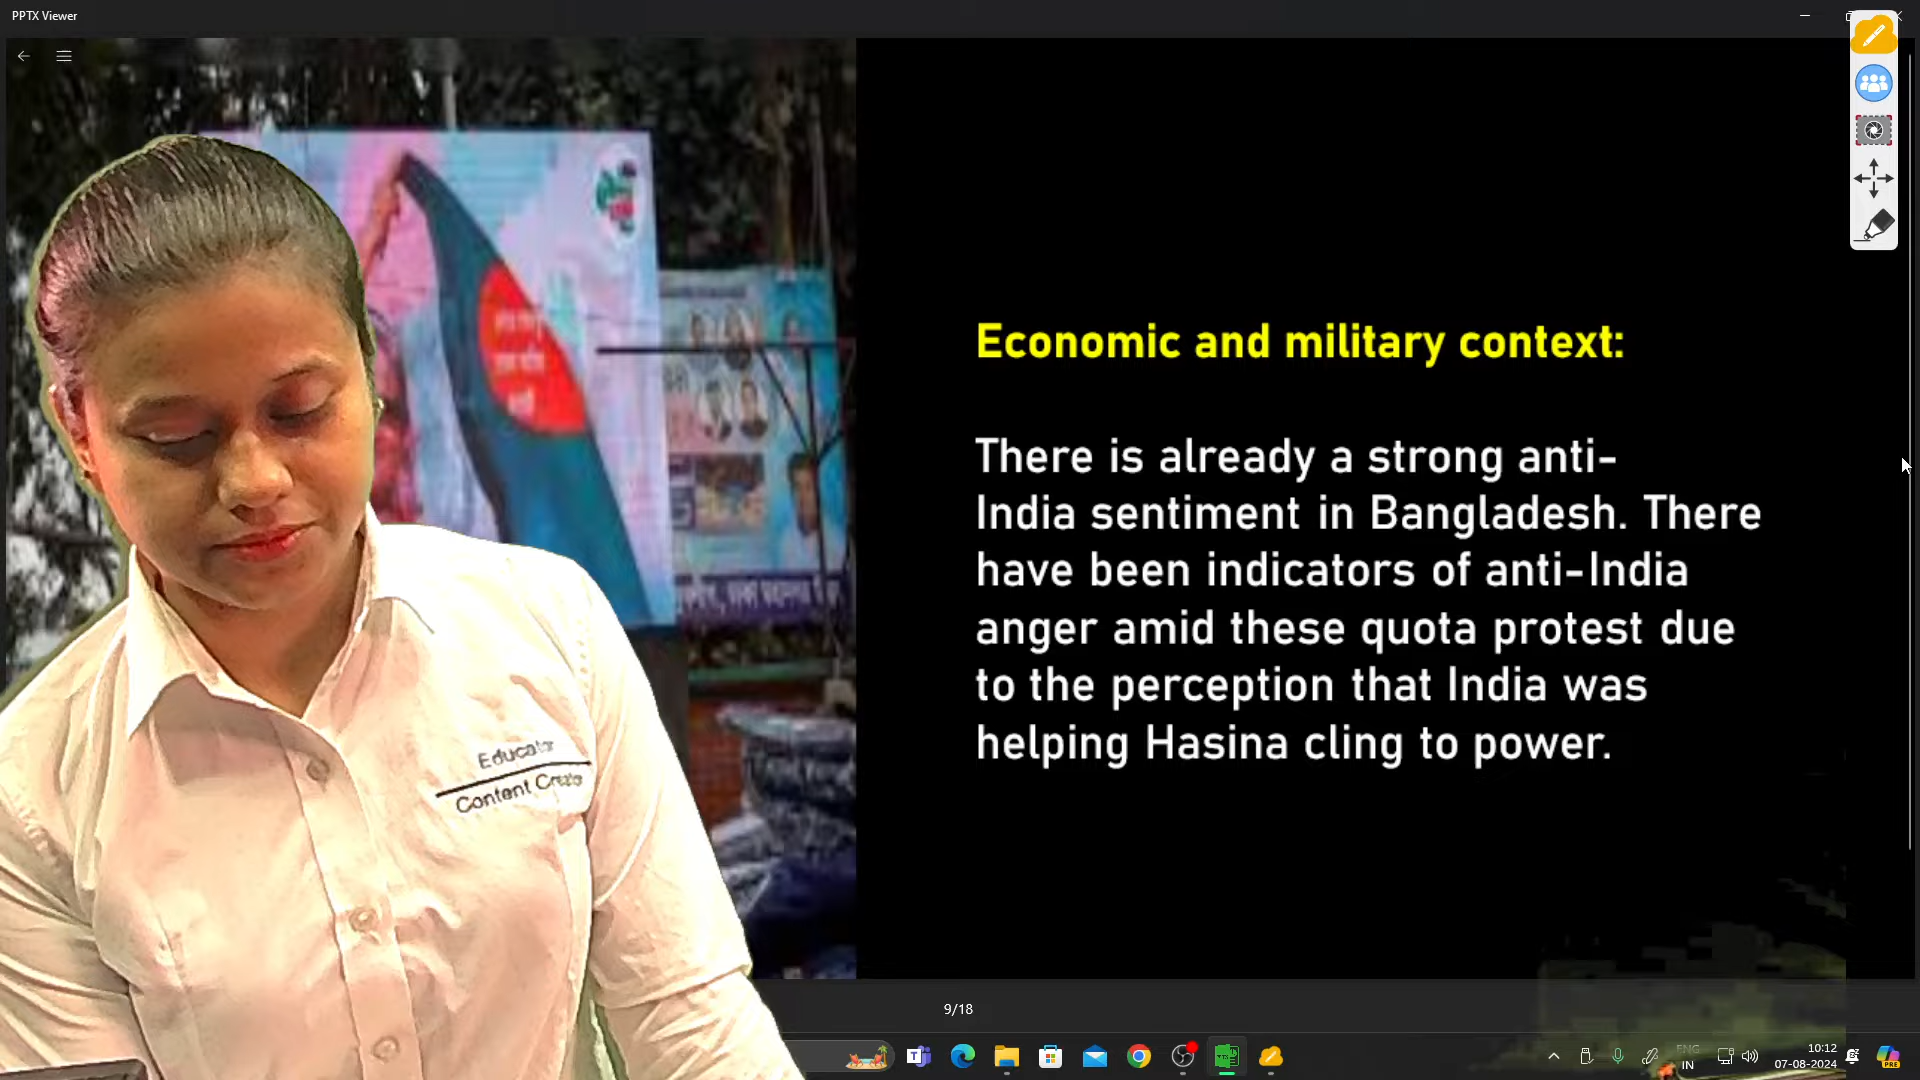 PPTX Viewer
Economic and military context:
There is already a strong anti-
India sentiment in Bangladesh. There
have been indicators of anti-India
anger amid these quota protest due
to the perception that India was
helping Hasina cling to power.
Educator
Content Creator
9/18
ENG
IN
10:12
07-08-2024
PRE